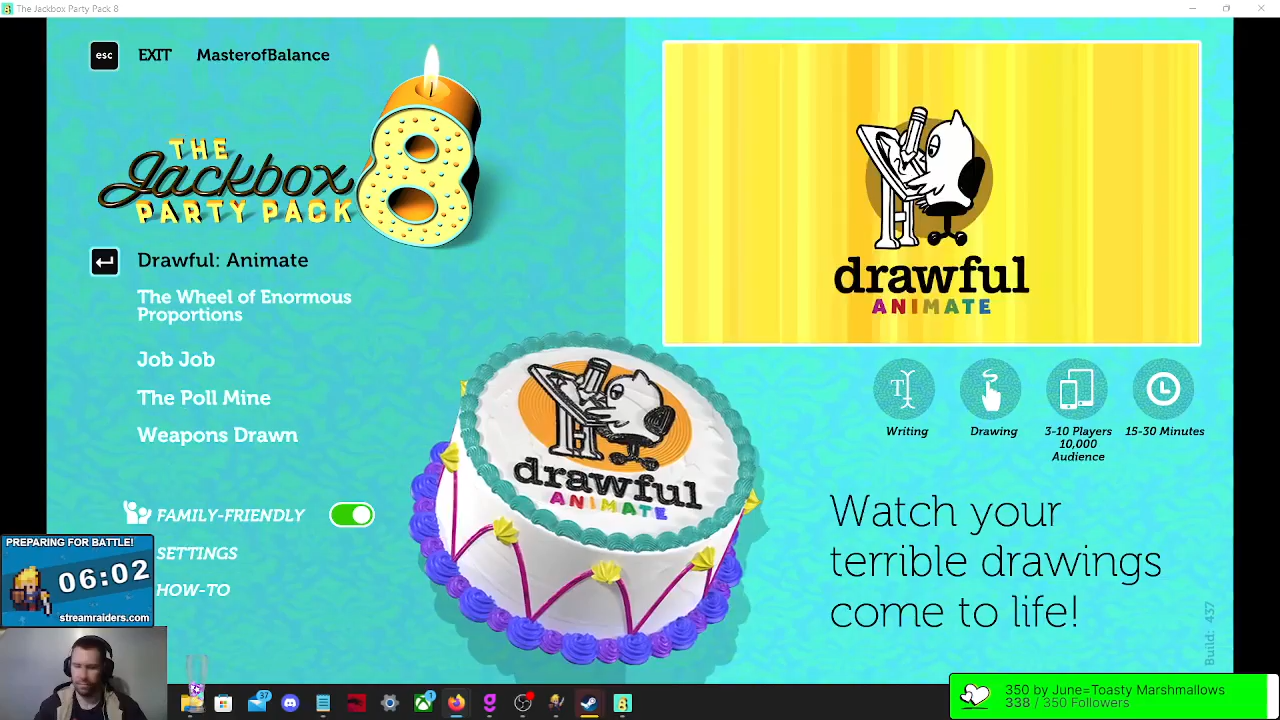 The Jackbox Party Pack 8
esc EXIT MasterofBalance
THE
Jackbox
PARTY PACK
8
Drawful: Animate
The Wheel of Enormous
Proportions
Job Job
The Poll Mine
Weapons Drawn
FAMILY-FRIENDLY
SETTINGS
HOW-TO
drawful
ANIMATE
drawful
ANIMATE
T
Writing
Drawing
3-10 Players
10,000
Audience
15-30 Minutes
Watch your
terrible drawings
come to life!
Build: 437
PREPARING FOR BATTLE!
06:02
streamraiders.com
37
1
350 by June=Toasty Marshmallows
338 / 350 Followers